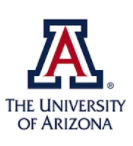 A
®
THE UNIVERSITY
OF ARIZONA